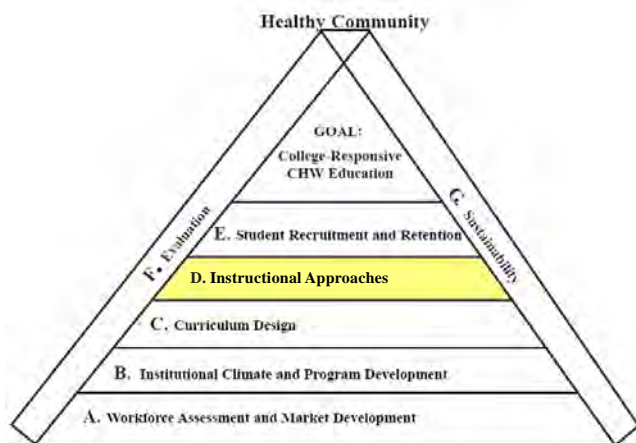 Healthy Community
GOAL:
College-Responsive
CHW Education
E. Student Recruitment and Retention
D. Instructional Approaches
C. Curriculum Design
B. Institutional Climate and Program Development
A. Workforce Assessment and Market Development
F. Evaluation
G. Sustainability